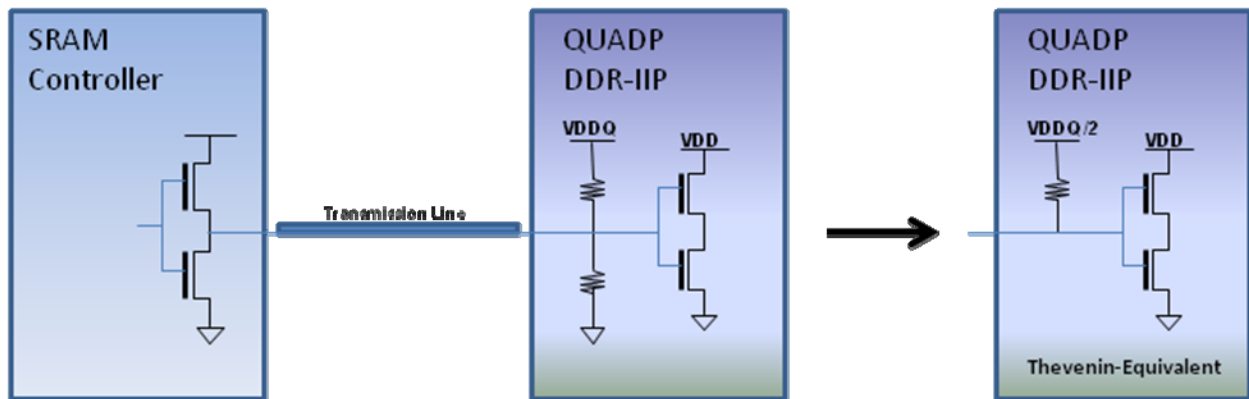 SRAM
Controller
Transmission Line
QUADP
DDR-IIP
VDDQ
VDD
QUADP
DDR-IIP
VDDQ/2
VDD
Thevenin-Equivalent